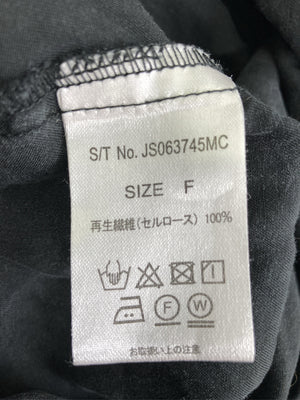 S/T No. JS063745MC
SIZE F
再生繊維(セルロース) 100%
F W
お取扱い上の注意